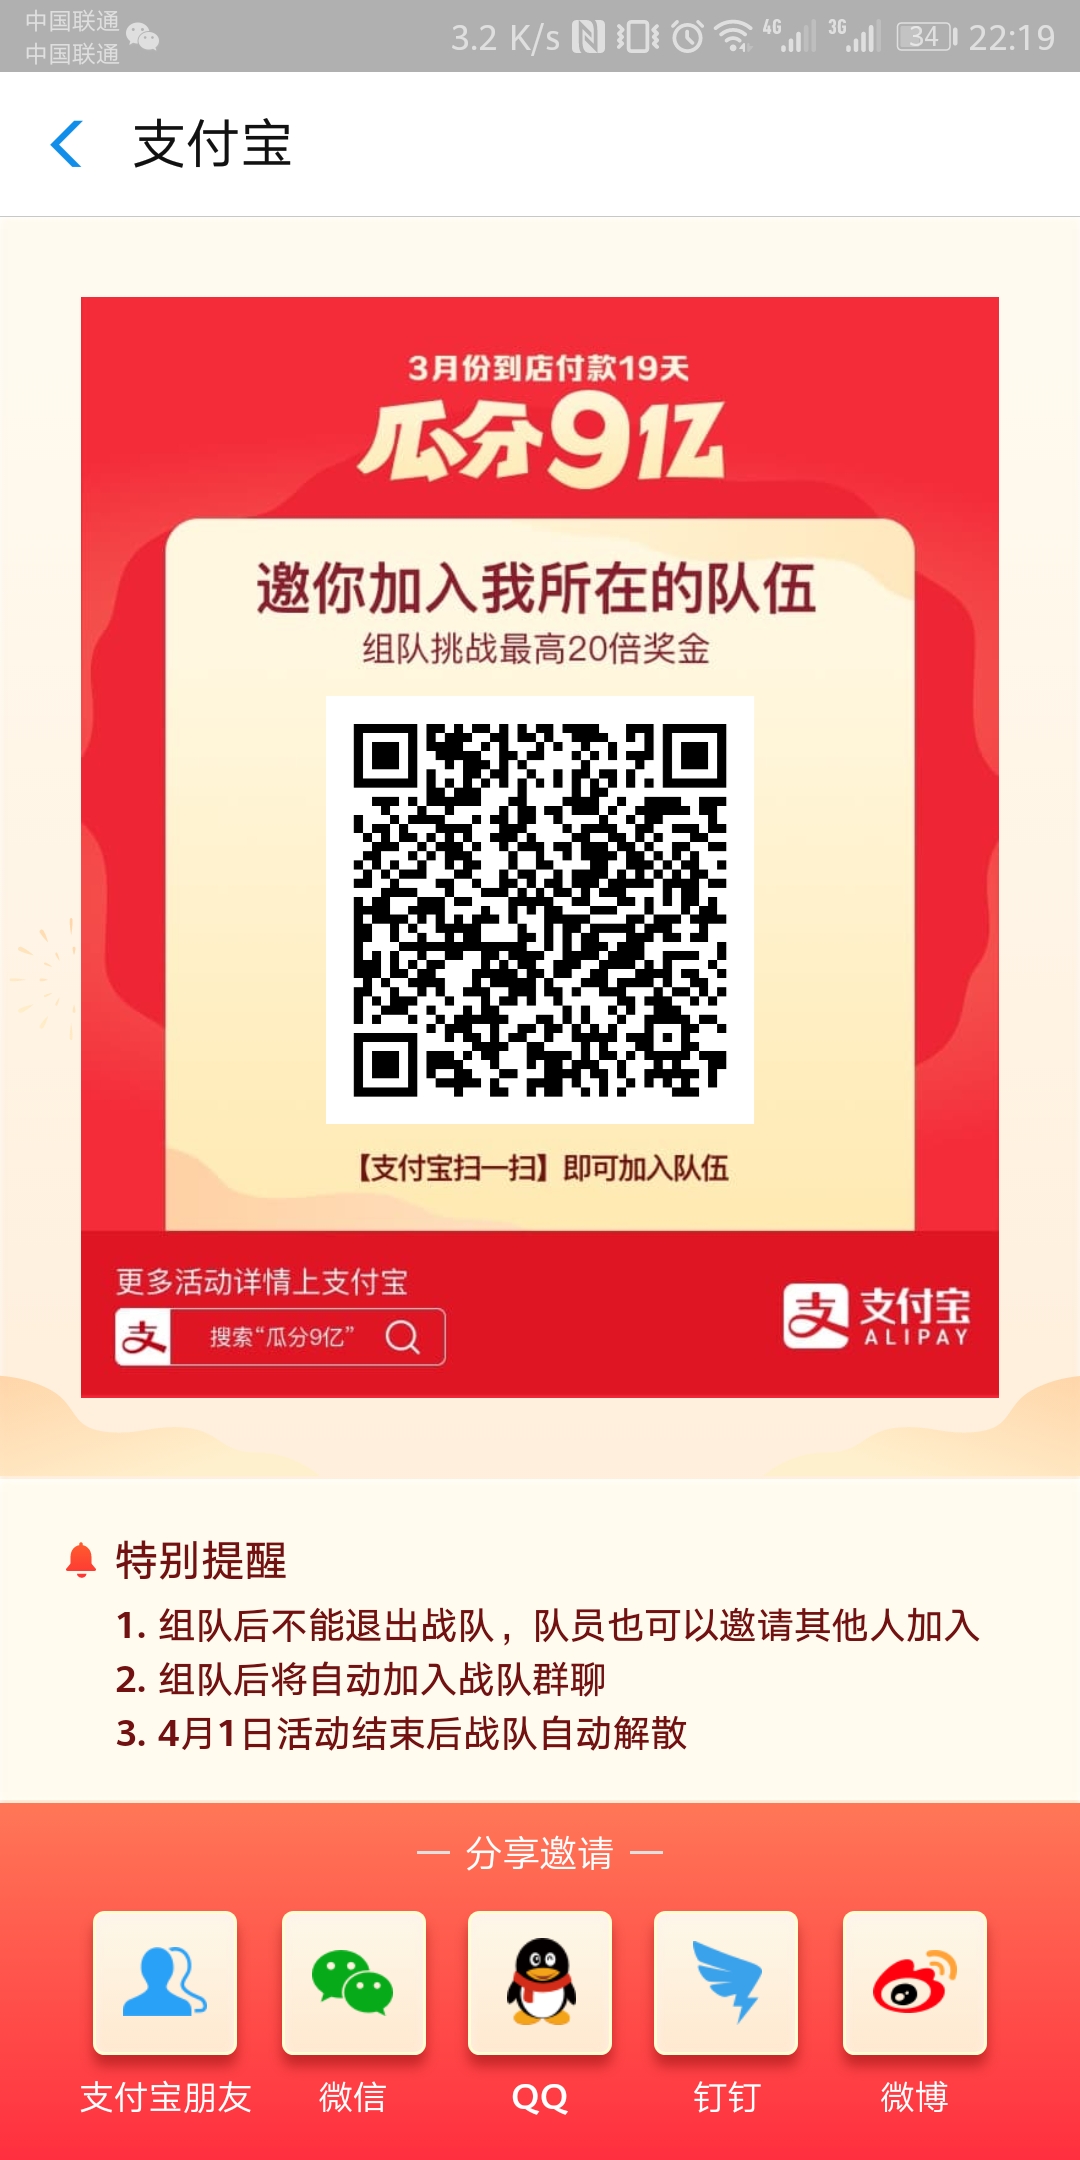 中国联通
中国联通
3.2 K/s 4G 3G 34 22:19
支付宝
3月份到店付款19天
瓜分9亿
邀你加入我所在的队伍
组队挑战最高20倍奖金
【支付宝扫一扫】即可加入队伍
更多活动详情上支付宝
支 搜索“瓜分9亿”
支 支付宝
ALIPAY
特别提醒
1. 组队后不能退出战队，队员也可以邀请其他人加入
2. 组队后将自动加入战队群聊
3. 4月1日活动结束后战队自动解散
— 分享邀请 —
支付宝朋友 微信 QQ 钉钉 微博